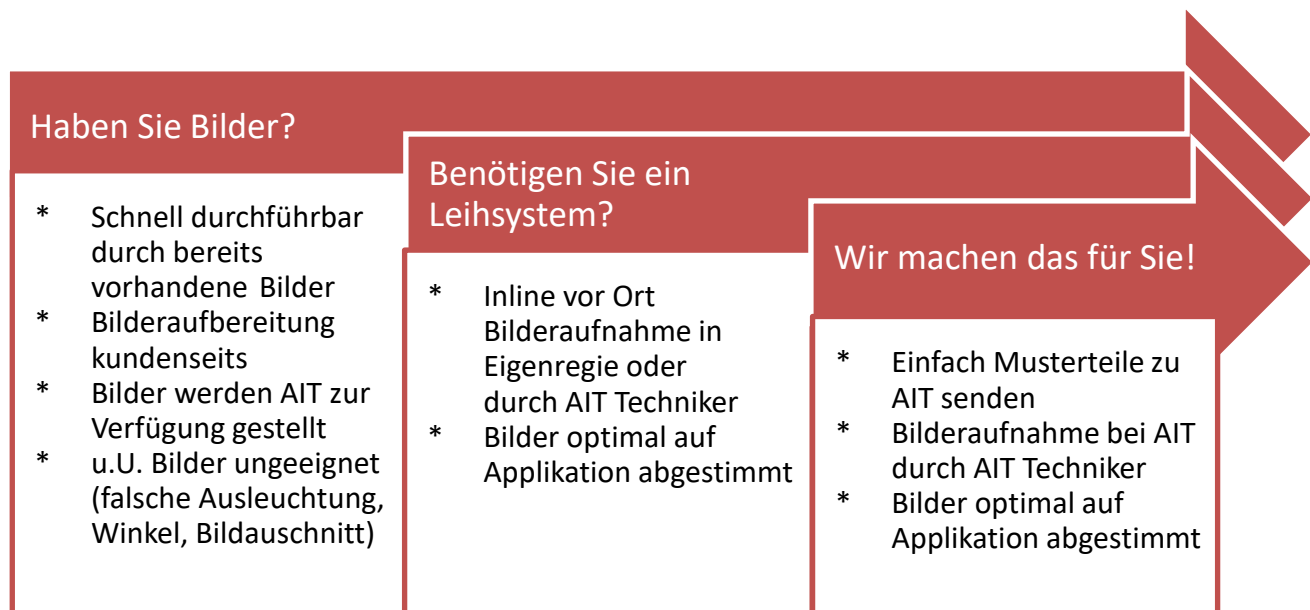 Haben Sie Bilder?
* Schnell durchführbar
durch bereits
vorhandene Bilder
* Bilderaufbereitung
kundenseits
* Bilder werden AIT zur
Verfügung gestellt
* u.U. Bilder ungeeignet
(falsche Ausleuchtung,
Winkel, Bildauschnitt)
Benötigen Sie ein
Leihsystem?
* Inline vor Ort
Bilderaufnahme in
Eigenregie oder
durch AIT Techniker
* Bilder optimal auf
Applikation abgestimmt
Wir machen das für Sie!
* Einfach Musterteile zu
AIT senden
* Bilderaufnahme bei AIT
durch AIT Techniker
* Bilder optimal auf
Applikation abgestimmt